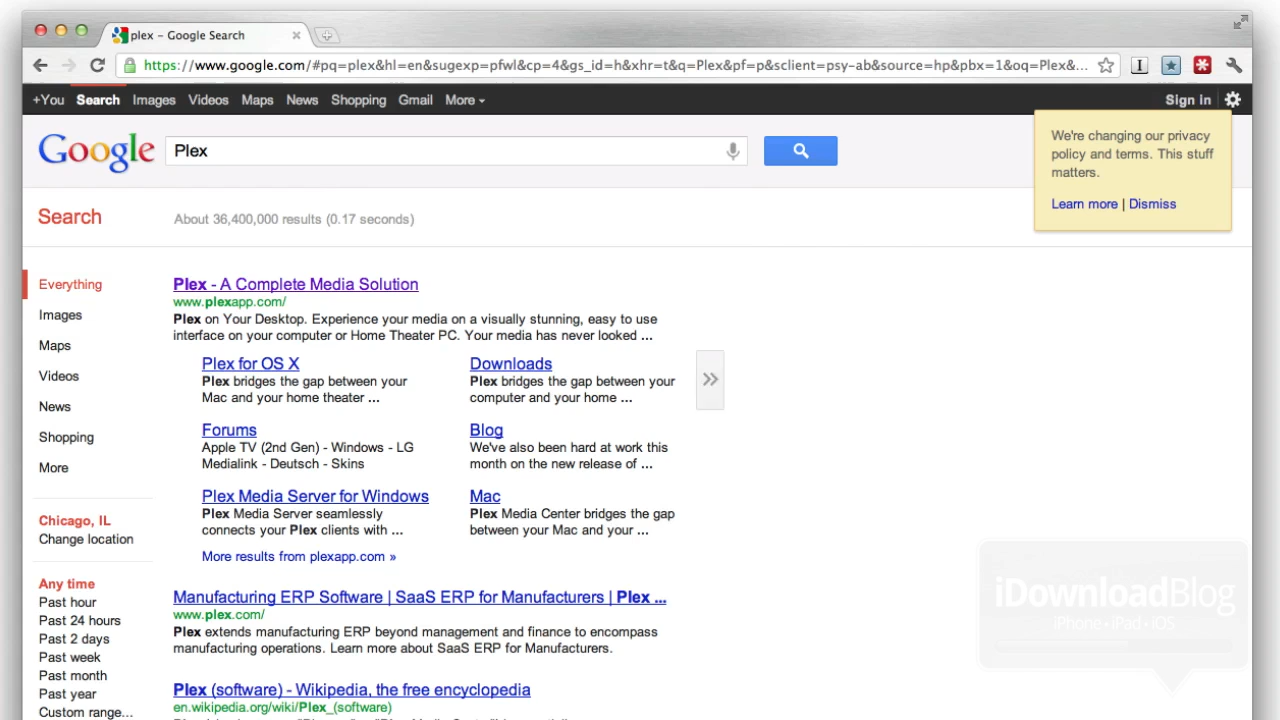 plex - Google Search
https://www.google.com/#pq=plex&hl=en&sugexp=pfwl&cp=4&gs_id=h&xhr=t&q=Plex&pf=p&sclient=psy-ab&source=hp&pbx=1&oq=Plex&...
+You Search Images Videos Maps News Shopping Gmail More Sign in
Google Plex
We're changing our privacy
policy and terms. This stuff
matters.
Learn more | Dismiss
Search About 36,400,000 results (0.17 seconds)
Everything
Images
Maps
Videos
News
Shopping
More
Chicago, IL
Change location
Any time
Past hour
Past 24 hours
Past 2 days
Past week
Past month
Past year
Custom range...
Plex - A Complete Media Solution
www.plexapp.com/
Plex on Your Desktop. Experience your media on a visually stunning, easy to use
interface on your computer or Home Theater PC. Your media has never looked ...
Plex for OS X
Plex bridges the gap between your
Mac and your home theater ...
Downloads
Plex bridges the gap between your
computer and your home ...
Forums
Apple TV (2nd Gen) - Windows - LG
Medialink - Deutsch - Skins
Blog
We've also been hard at work this
month on the new release of ...
Plex Media Server for Windows
Plex Media Server seamlessly
connects your Plex clients with ...
Mac
Plex Media Center bridges the gap
between your Mac and your ...
More results from plexapp.com »
Manufacturing ERP Software | SaaS ERP for Manufacturers | Plex ...
www.plex.com/
Plex extends manufacturing ERP beyond management and finance to encompass
manufacturing operations. Learn more about SaaS ERP for Manufacturers.
Plex (software) - Wikipedia, the free encyclopedia
en.wikipedia.org/wiki/Plex_(software)
iDownloadBlog
iPhone • iPad • iOS